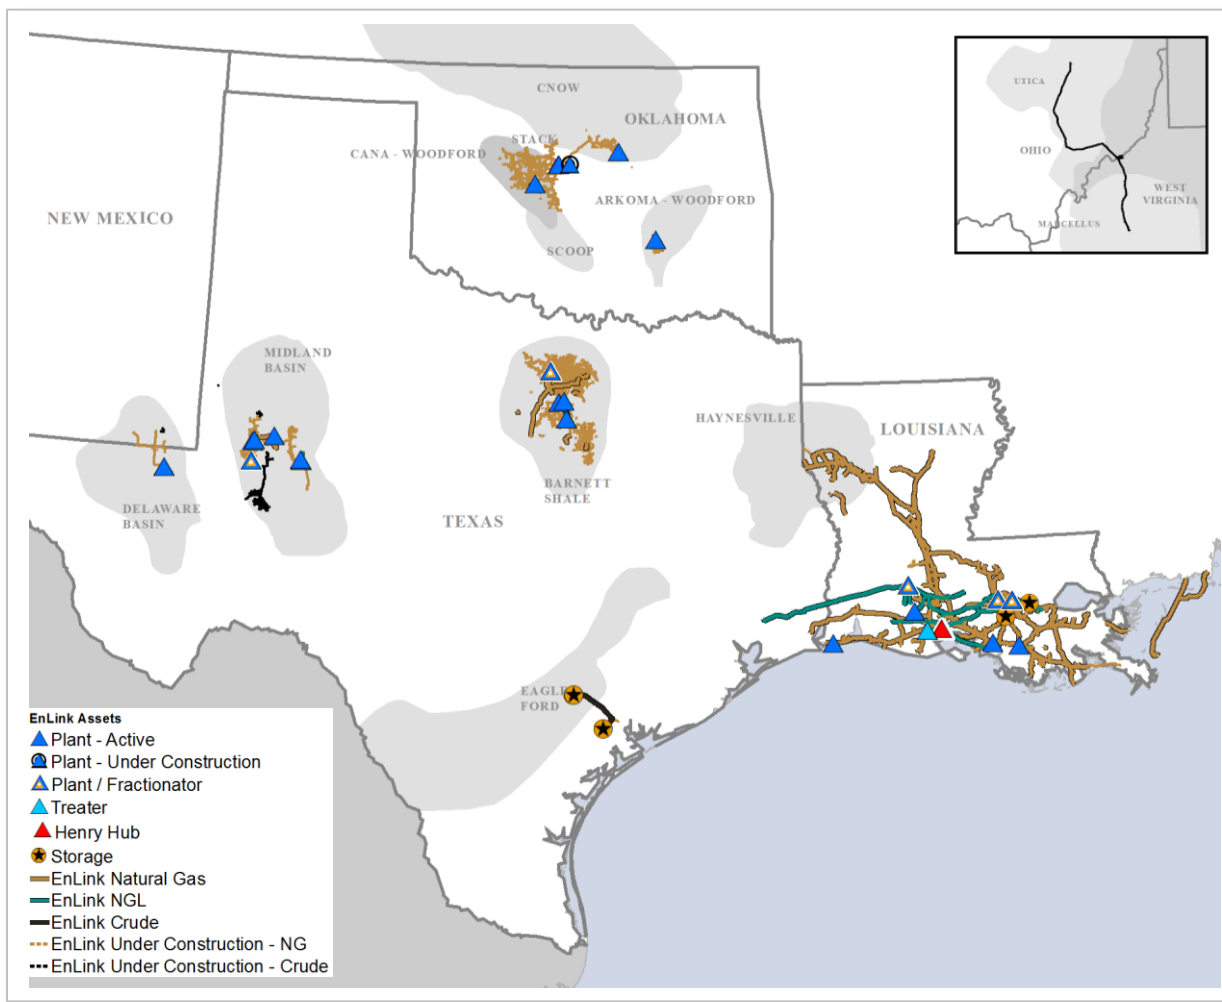 CNOW
OKLAHOMA
STACK
CANA - WOODFORD
ARKOMA - WOODFORD
NEW MEXICO
SCOOP
UTICA
OHIO
WEST
VIRGINIA
MARCELLUS
MIDLAND
BASIN
HAYNESVILLE
LOUISIANA
BARNETT
SHALE
DELAWARE
BASIN
TEXAS
EAGLE
FORD
EnLink Assets
Plant - Active
Plant - Under Construction
Plant / Fractionator
Treater
Henry Hub
Storage
EnLink Natural Gas
EnLink NGL
EnLink Crude
EnLink Under Construction - NG
EnLink Under Construction - Crude